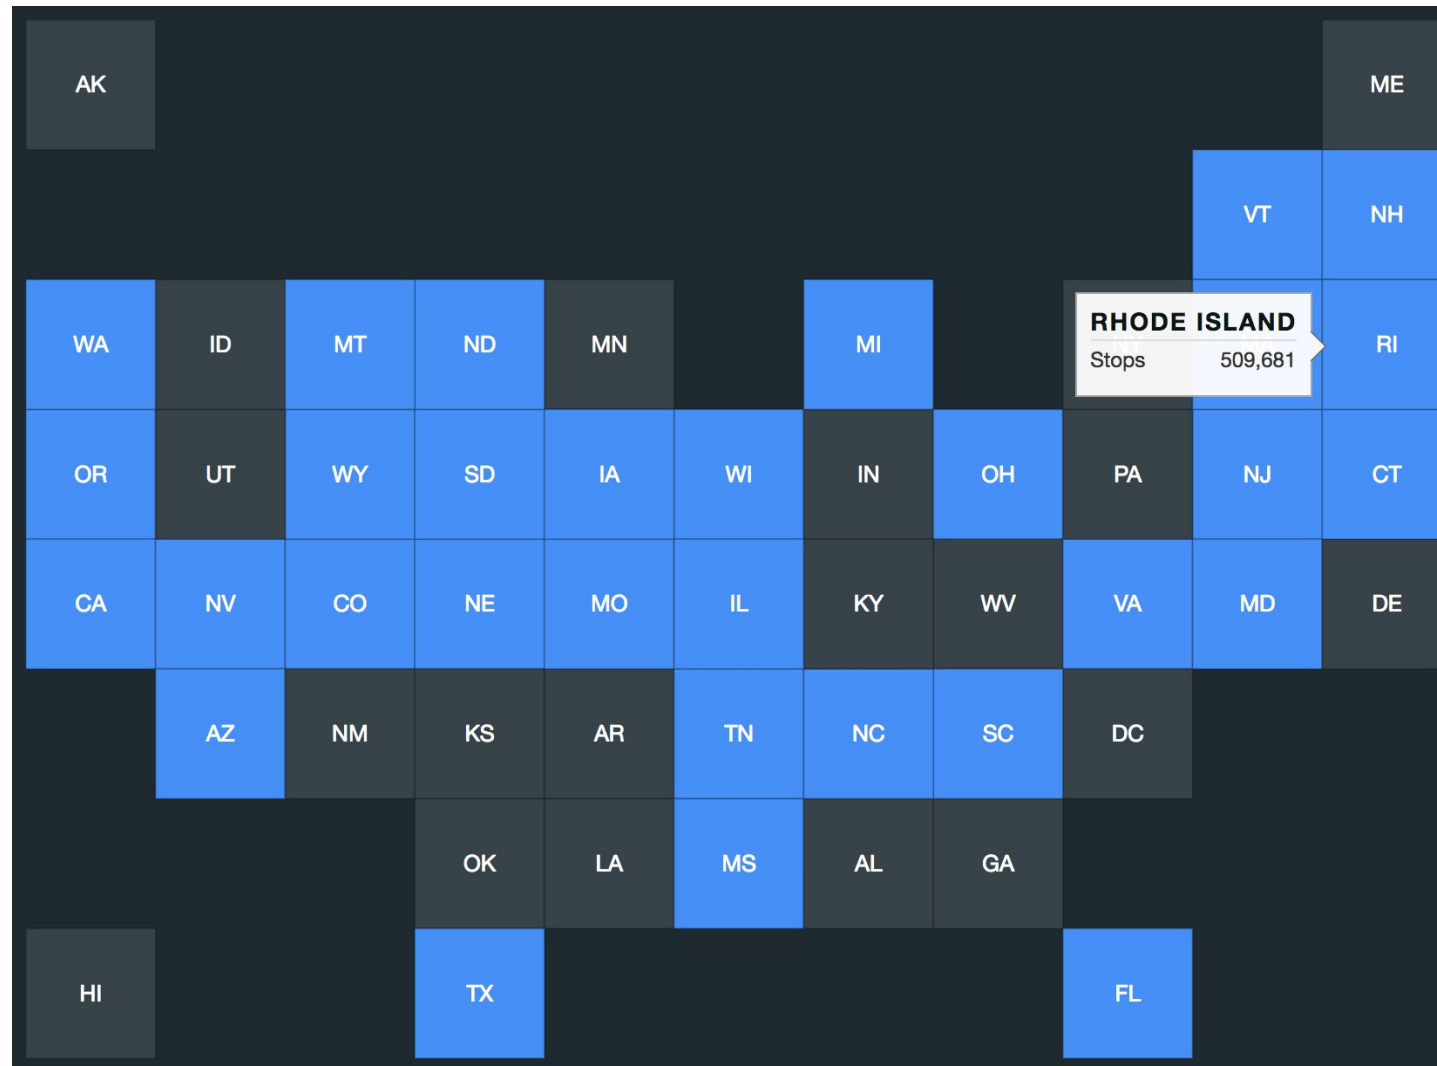 AK ME
VT NH
WA ID MT ND MN MI NY MA RI
RHODE ISLAND
Stops 509,681
OR UT WY SD IA WI IN OH PA NJ CT
CA NV CO NE MO IL KY WV VA MD DE
AZ NM KS AR TN NC SC DC
OK LA MS AL GA
HI TX FL